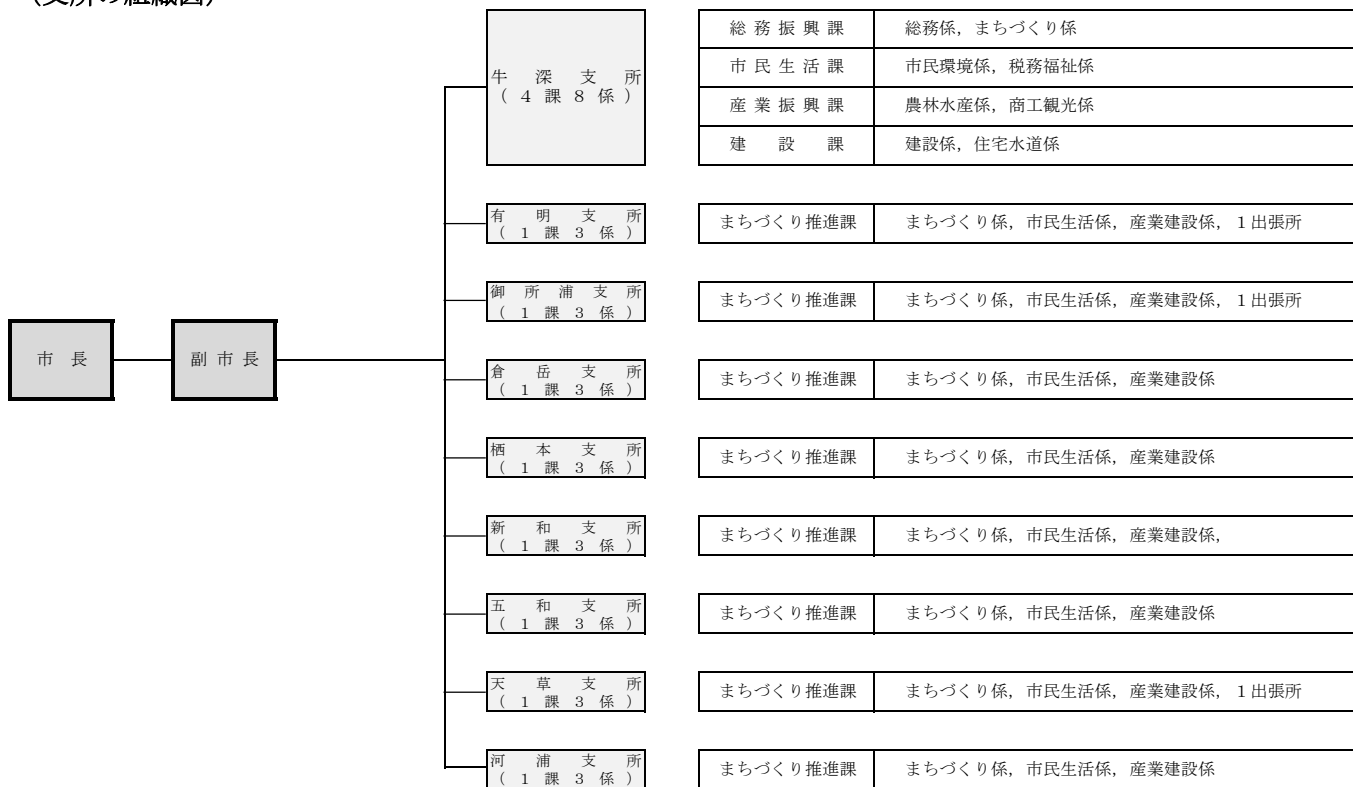 (支所の組織図)
牛深支所
(4課8係)
総務振興課 総務係，まちづくり係
市民生活課 市民環境係，税務福祉係
産業振興課 農林水産係，商工観光係
建設課 建設係，住宅水道係
有明支所
(1課3係)
まちづくり推進課 まちづくり係，市民生活係，産業建設係，1出張所
御所浦支所
(1課3係)
まちづくり推進課 まちづくり係，市民生活係，産業建設係，1出張所
市長 副市長
倉岳支所
(1課3係)
まちづくり推進課 まちづくり係，市民生活係，産業建設係
栖本支所
(1課3係)
まちづくり推進課 まちづくり係，市民生活係，産業建設係
新和支所
(1課3係)
まちづくり推進課 まちづくり係，市民生活係，産業建設係，
五和支所
(1課3係)
まちづくり推進課 まちづくり係，市民生活係，産業建設係
天草支所
(1課3係)
まちづくり推進課 まちづくり係，市民生活係，産業建設係，1出張所
河浦支所
(1課3係)
まちづくり推進課 まちづくり係，市民生活係，産業建設係